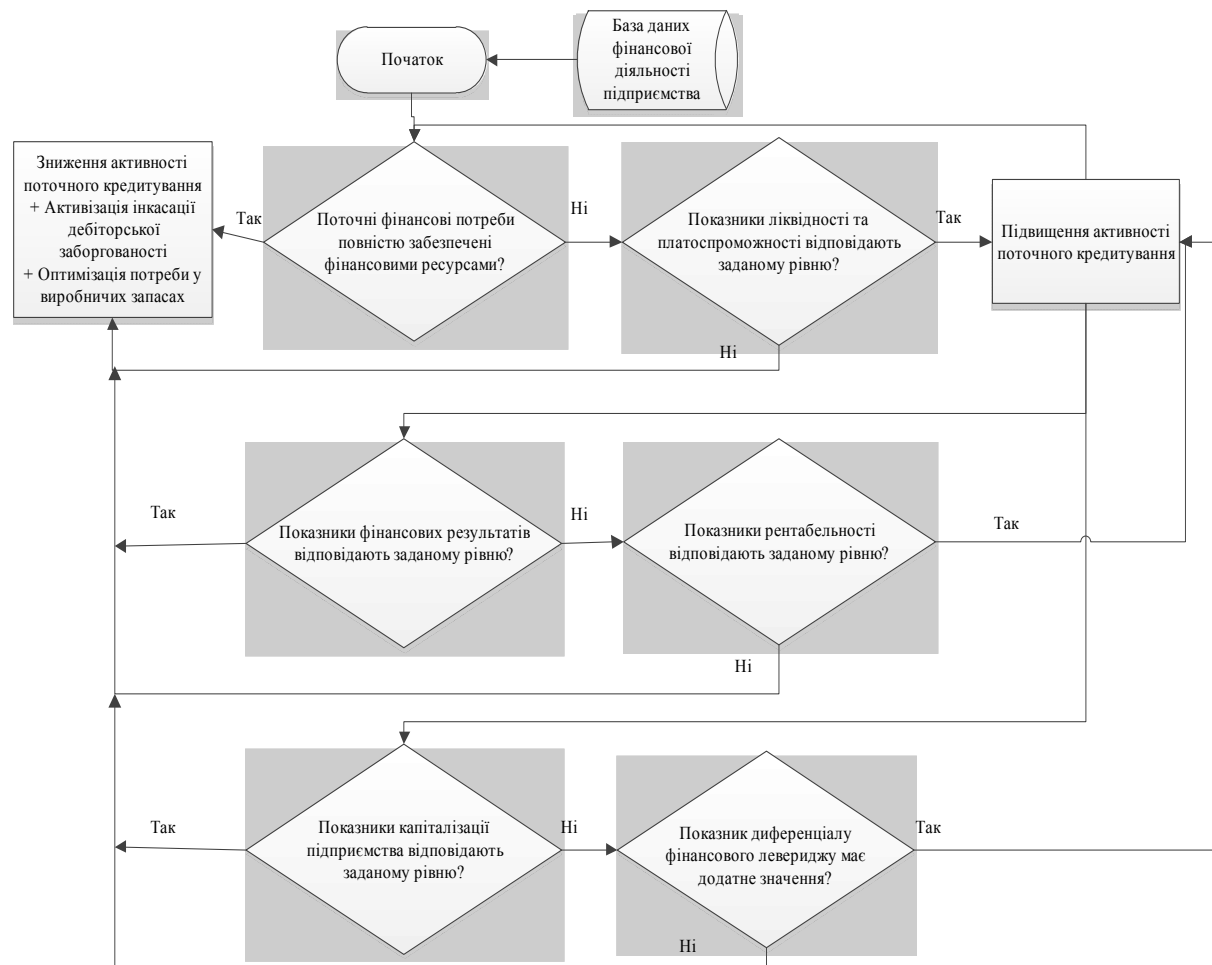 Початок
База даних
фінансової
діяльності
підприємства
Зниження активності
поточного кредитування
+ Активізація інкасації
дебіторської
заборгованості
+ Оптимізація потреби у
виробничих запасах
Так
Поточні фінансові потреби
повністю забезпечені
фінансовими ресурсами?
Ні
Показники ліквідності та
платоспроможності відповідають
заданому рівню?
Так
Підвищення активності
поточного кредитування
Ні
Так
Показники фінансових результатів
відповідають заданому рівню?
Ні
Показники рентабельності
відповідають заданому рівню?
Так
Ні
Так
Показники капіталізації
підприємства відповідають
заданому рівню?
Ні
Показник диференціалу
фінансового левериджу має
додатне значення?
Так
Ні